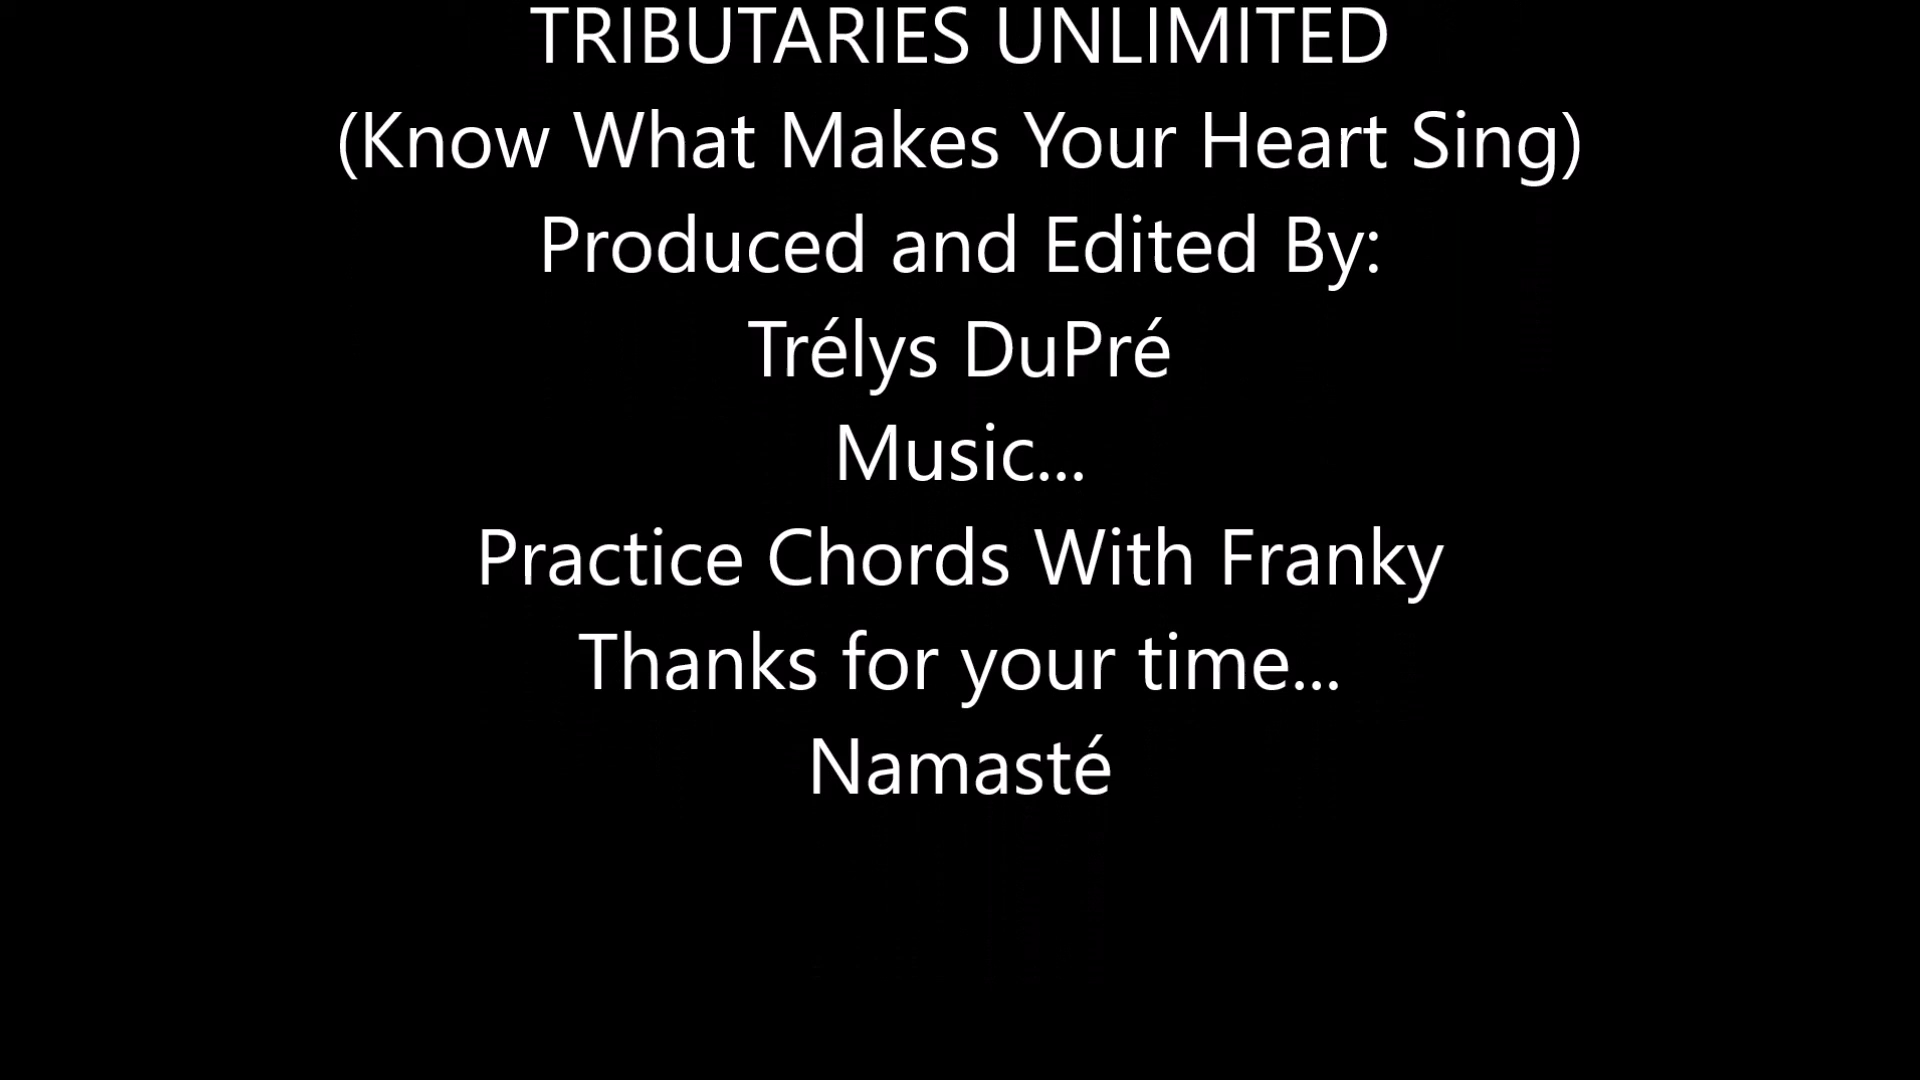 TRIBUTARIES UNLIMITED
(Know What Makes Your Heart Sing)
Produced and Edited By:
Trélys DuPré
Music...
Practice Chords With Franky
Thanks for your time...
Namasté